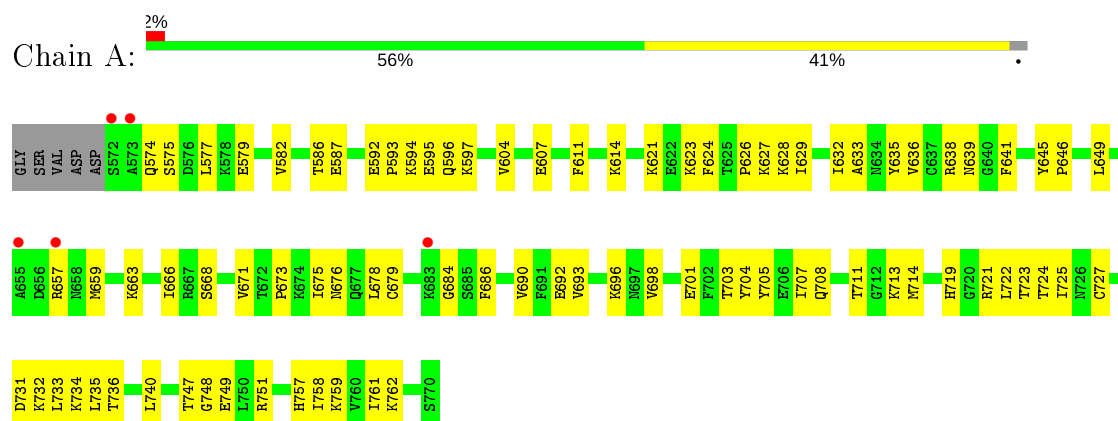 2%
Chain A:
56% 41% •
GLY SER VAL ASP ASP S572 A573 Q574 S575 D576 L577 K578 E579 V582 T586 E587 E592 P593 K594 E595 Q596 K597 V604 E607 F611 K614 K621 E622 K623 F624 T625 P626 K627 K628 I629 I632 A633 N634 Y635 V636 C637 R638 N639 G640 F641 Y645 P646 L649
A655 D656 R657 N658 M659 K663 I666 R667 S668 V671 T672 P673 K674 I675 N676 Q677 L678 C679 K683 G684 S685 F686 V690 F691 E692 V693 K696 N697 V698 E701 F702 T703 Y704 Y705 E706 I707 Q708 T711 G712 K713 M714 H719 G720 R721 L722 T723 T724 I725 N726 C727
D731 K732 L733 K734 L735 T736 L740 T747 G748 E749 L750 R751 H757 I758 K759 V760 I761 K762 S770